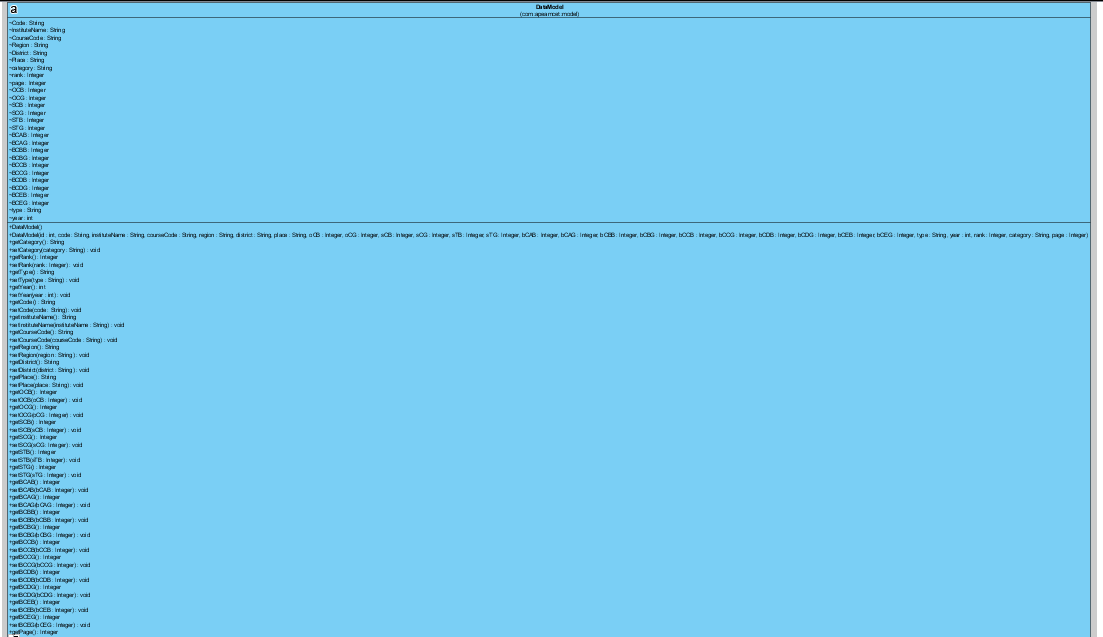 a
DataModel
(com.apeamcet.model)
~Code : String
~instituteName : String
~CourseCode : String
~Region : String
~District : String
~Place : String
~category : String
~rank : Integer
~page : Integer
~OCB : Integer
~OCG : Integer
~SCB : Integer
~SCG : Integer
~STB : Integer
~STG : Integer
~BCAB : Integer
~BCAG : Integer
~BCBB : Integer
~BCBG : Integer
~BCCB : Integer
~BCCG : Integer
~BCDB : Integer
~BCDG : Integer
~BCEB : Integer
~BCEG : Integer
~type : String
~year : int
+DataModel()
+DataModel(id : int, code : String, instituteName : String, courseCode : String, region : String, district : String, place : String, oCB : Integer, oCG : Integer, sCB : Integer, sCG : Integer, sTB : Integer, sTG : Integer, bCAB : Integer, bCAG : Integer, bCBB : Integer, bCBG : Integer, bCCB : Integer, bCCG : Integer, bCDB : Integer, bCDG : Integer, bCEB : Integer, bCEG : Integer, type : String, year : int, rank : Integer, category : String, page : Integer)
+getCategory() : String
+setCategory(category : String) : void
+getRank() : Integer
+setRank(rank : Integer) : void
+getType() : String
+setType(type : String) : void
+getYear() : int
+setYear(year : int) : void
+getCode() : String
+setCode(code : String) : void
+getInstituteName() : String
+setInstituteName(instituteName : String) : void
+getCourseCode() : String
+setCourseCode(courseCode : String) : void
+getRegion() : String
+setRegion(region : String) : void
+getDistrict() : String
+setDistrict(district : String) : void
+getPlace() : String
+setPlace(place : String) : void
+getOCB() : Integer
+setOCB(oCB : Integer) : void
+getOCG() : Integer
+setOCG(oCG : Integer) : void
+getSCB() : Integer
+setSCB(sCB : Integer) : void
+getSCG() : Integer
+setSCG(sCG : Integer) : void
+getSTB() : Integer
+setSTB(sTB : Integer) : void
+getSTG() : Integer
+setSTG(sTG : Integer) : void
+getBCAB() : Integer
+setBCAB(bCAB : Integer) : void
+getBCAG() : Integer
+setBCAG(bCAG : Integer) : void
+getBCBB() : Integer
+setBCBB(bCBB : Integer) : void
+getBCBG() : Integer
+setBCBG(bCBG : Integer) : void
+getBCCB() : Integer
+setBCCB(bCCB : Integer) : void
+getBCCG() : Integer
+setBCCG(bCCG : Integer) : void
+getBCDB() : Integer
+setBCDB(bCDB : Integer) : void
+getBCDG() : Integer
+setBCDG(bCDG : Integer) : void
+getBCEB() : Integer
+setBCEB(bCEB : Integer) : void
+getBCEG() : Integer
+setBCEG(bCEG : Integer) : void
+getPage() : Integer